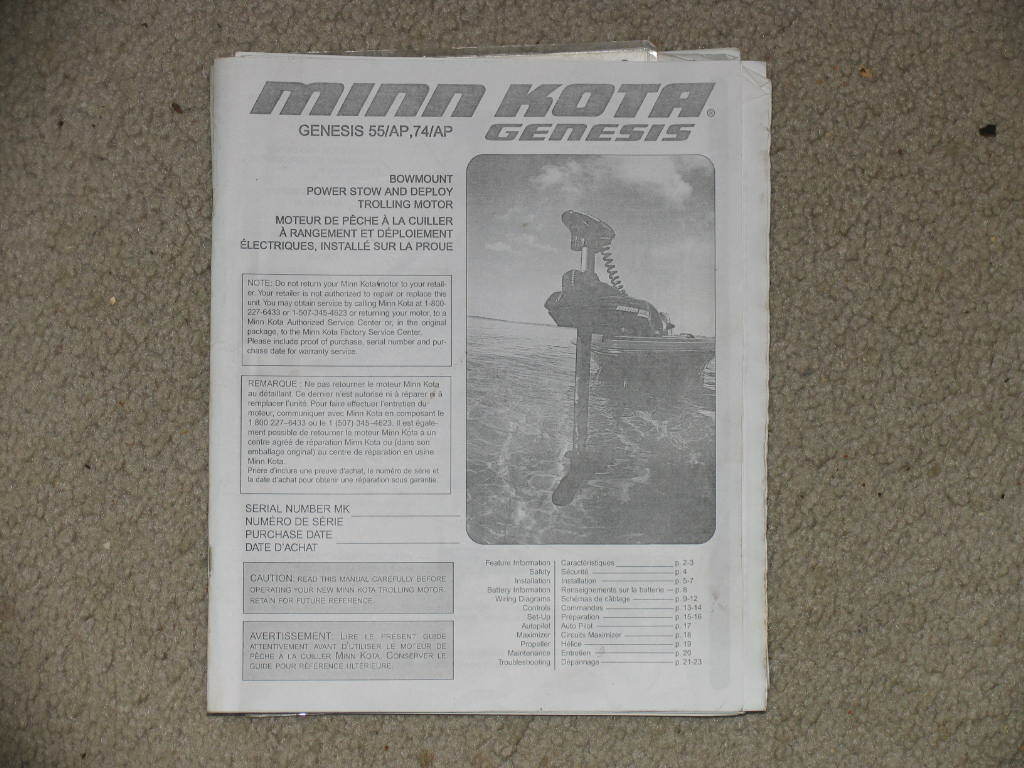 MINN KOTA®
GENESIS 55/AP,74/AP
GENESIS
BOWMOUNT
POWER STOW AND DEPLOY
TROLLING MOTOR
MOTEUR DE PÊCHE À LA CUILLER
À RANGEMENT ET DÉPLOIEMENT
ÉLECTRIQUES, INSTALLÉ SUR LA PROUE
NOTE: Do not return your Minn Kota motor to your retail-
er. Your retailer is not authorized to repair or replace this
unit. You may obtain service by calling Minn Kota at 1-800-
227-6433 or 1-507-345-4623 or returning your motor, to a
Minn Kota Authorized Service Center or, in the original
package, to the Minn Kota Factory Service Center.
Please include proof of purchase, serial number and pur-
chase date for warranty service.
REMARQUE : Ne pas retourner le moteur Minn Kota
au détaillant. Ce dernier n'est autorisé ni à réparer ni à
remplacer l'unité. Pour faire effectuer l'entretien du
moteur, communiquer avec Minn Kota en composant le
1 800 227-6433 ou le 1 (507) 345-4623. Il est égale-
ment possible de retourner le moteur Minn Kota à un
centre agréé de réparation Minn Kota ou (dans son
emballage original) au centre de réparation en usine
Minn Kota.
Prière d'inclure une preuve d'achat, le numéro de série et
la date d'achat pour obtenir une réparation sous garantie.
SERIAL NUMBER MK
NUMÉRO DE SÉRIE
PURCHASE DATE
DATE D'ACHAT
CAUTION: READ THIS MANUAL CAREFULLY BEFORE
OPERATING YOUR NEW MINN KOTA TROLLING MOTOR.
RETAIN FOR FUTURE REFERENCE.
AVERTISSEMENT: LIRE LE PRÉSENT GUIDE
ATTENTIVEMENT AVANT D'UTILISER LE MOTEUR DE
PÊCHE À LA CUILLER MINN KOTA. CONSERVER LE
GUIDE POUR RÉFÉRENCE ULTÉRIEURE.
Feature Information Caractéristiques p. 2-3
Safety Sécurité p. 4
Installation Installation p. 5-7
Battery Information Renseignements sur la batterie p. 8
Wiring Diagrams Schémas de câblage p. 9-12
Controls Commandes p. 13-14
Set-Up Préparation p. 15-16
Autopilot Auto Pilot p. 17
Maximizer Circuits Maximizer p. 18
Propeller Hélice p. 19
Maintenance Entretien p. 20
Troubleshooting Dépannage p. 21-23